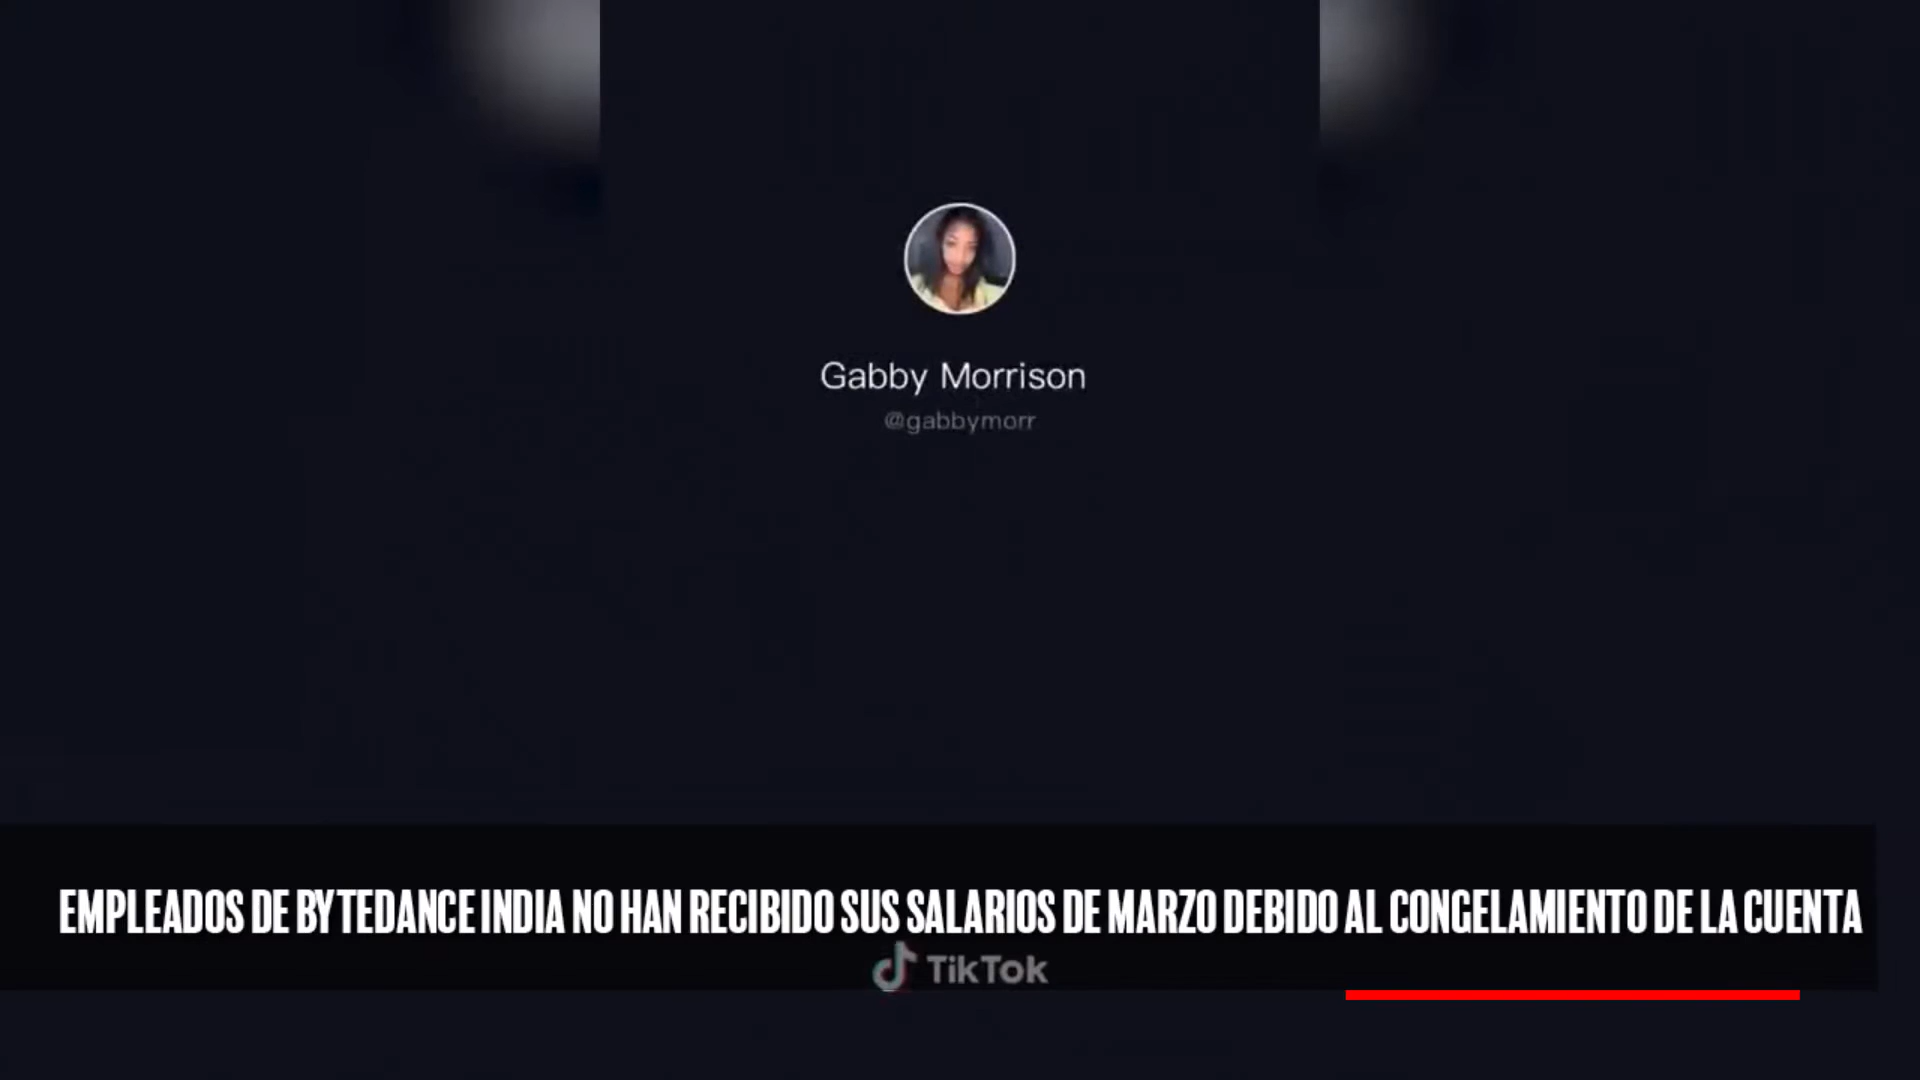 Gabby Morrison
@gabbymorr
EMPLEADOS DE BYTEDANCE INDIA NO HAN RECIBIDO SUS SALARIOS DE MARZO DEBIDO AL CONGELAMIENTO DE LA CUENTA
TikTok